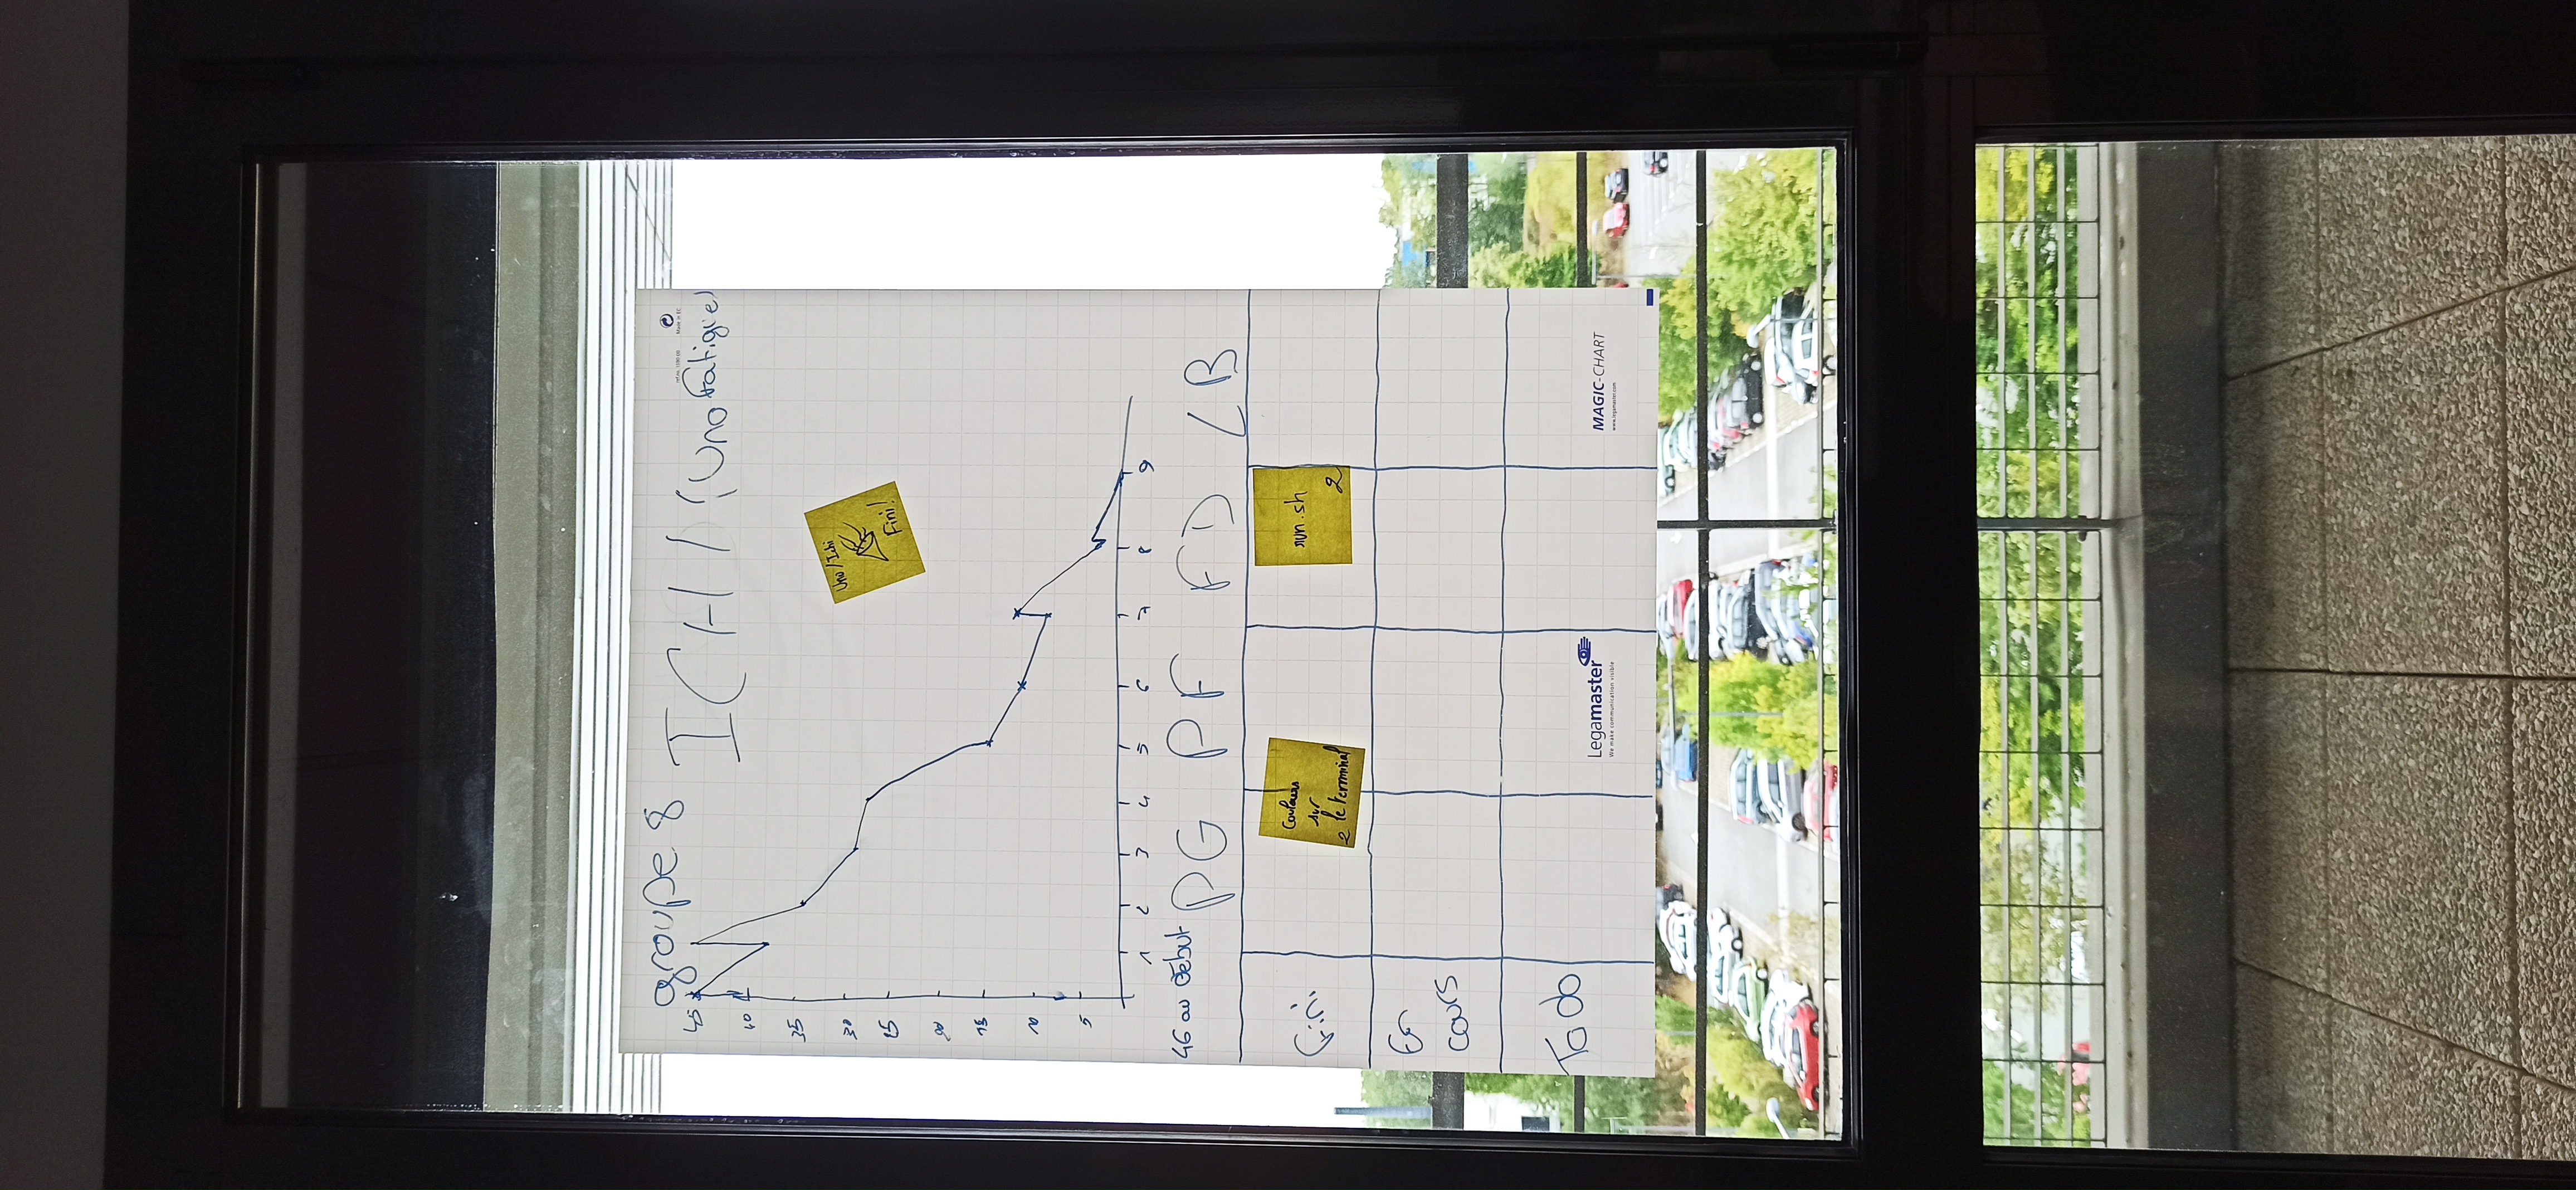 groupe 8
ICHI (Uno fatigue)
Made in EC
45
40
35
30
25
20
15
10
5
Uno/Ichi
Fini!
1 2 3 4 5 6 7 8 9
46 au début
PG PF FD LB
Fini
Couleurs
sur
2 le terminal
run.sh
2
En
cours
To do
Legamaster
We make communication visible
MAGIC-CHART
www.legamaster.com